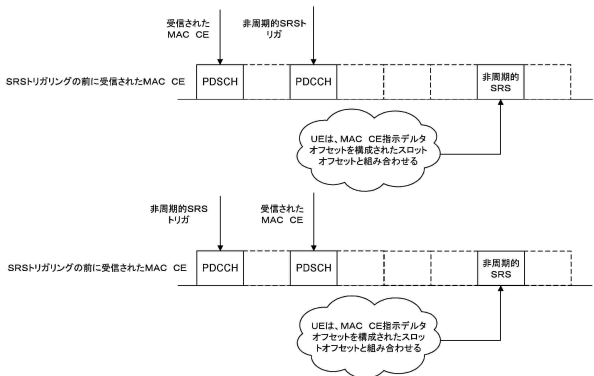 受信された
MAC CE
非周期的SRSト
リガ
SRSトリガリングの前に受信されたMAC CE
PDSCH
PDCCH
非周期的
SRS
UEは、MAC CE指示デルタ
オフセットを構成されたスロット
オフセットと組み合わせる
非周期的SRS
トリガ
受信された
MAC CE
SRSトリガリングの前に受信されたMAC CE
PDCCH
PDSCH
非周期的
SRS
UEは、MAC CE指示デルタ
オフセットを構成されたスロッ
トオフセットと組み合わせる